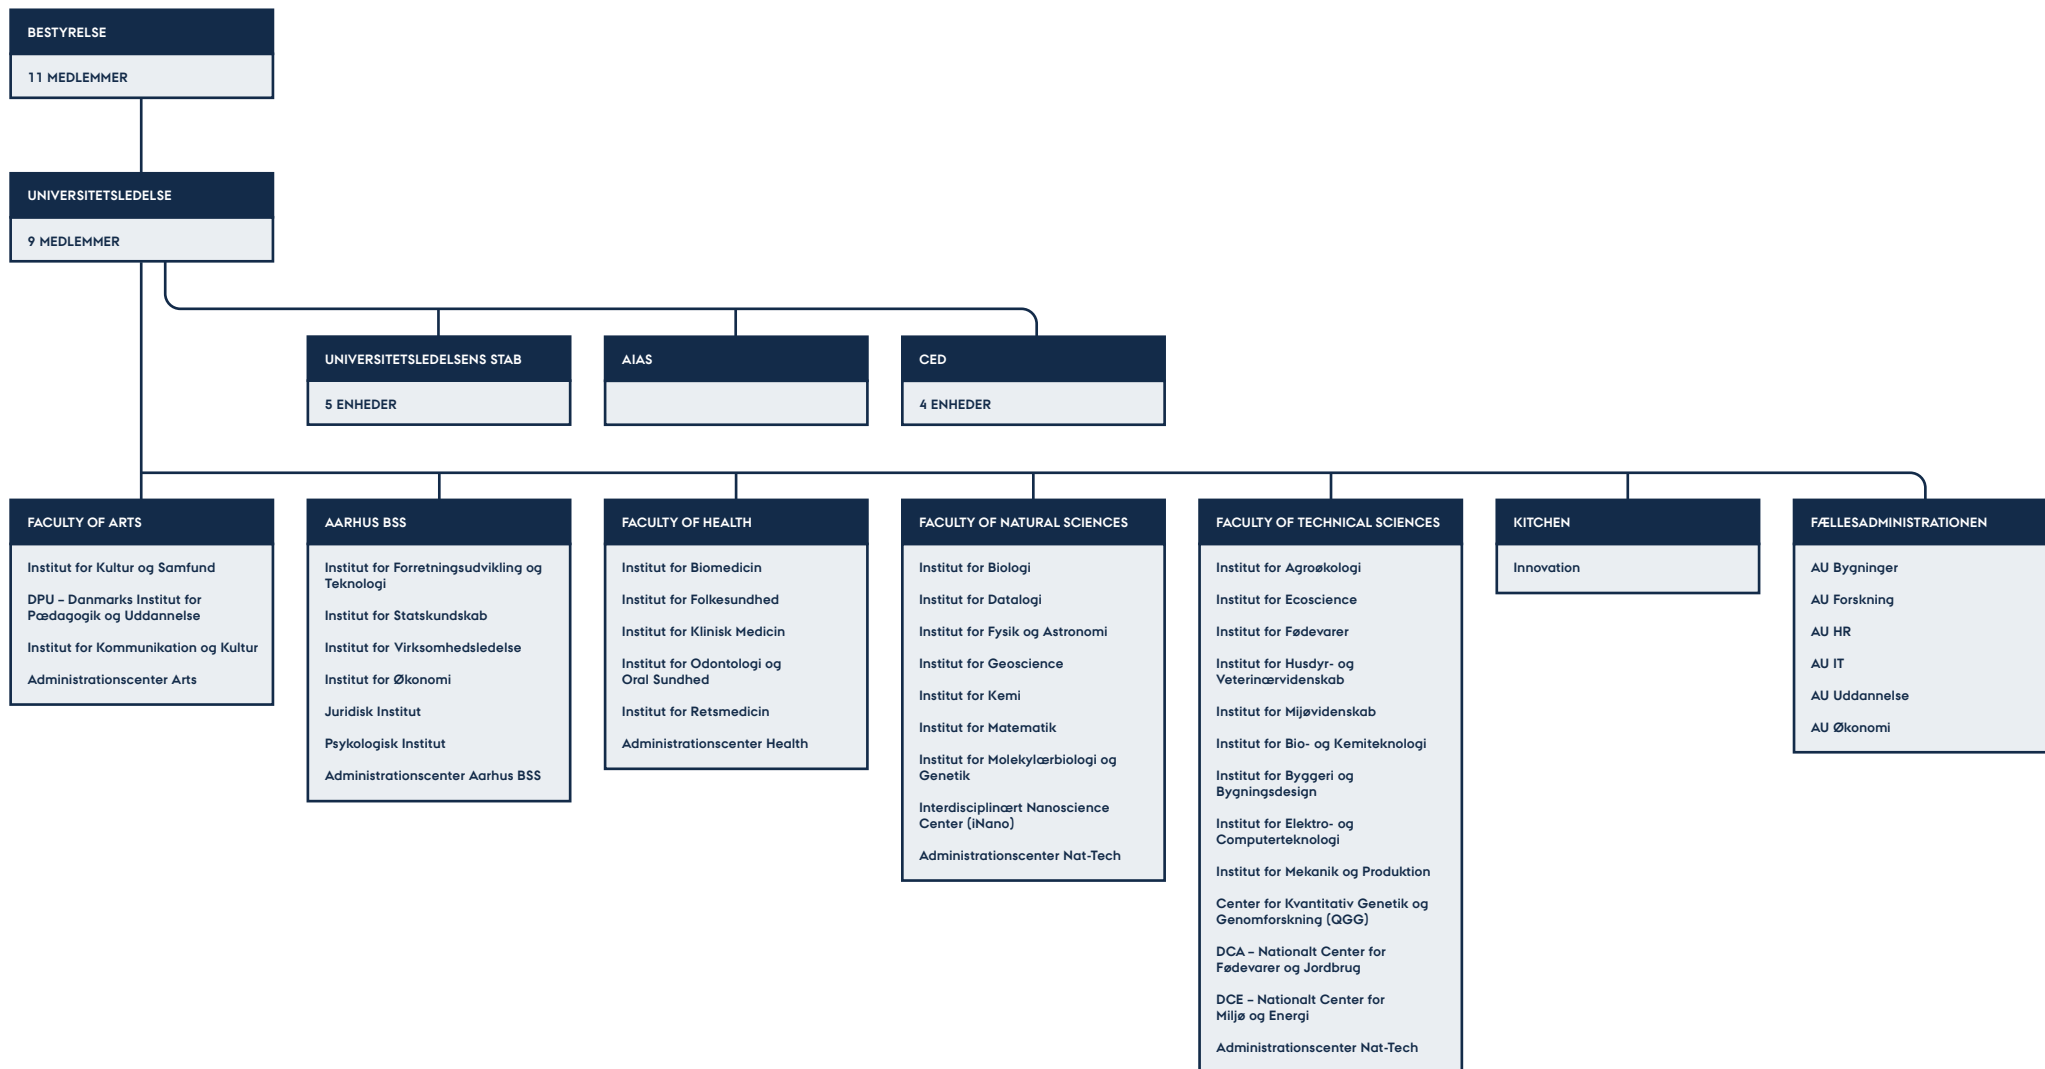 BESTYRELSE
11 MEDLEMMER
UNIVERSITETSLEDELSE
9 MEDLEMMER
UNIVERSITETSLEDELSENS STAB
5 ENHEDER
AIAS
CED
4 ENHEDER
FACULTY OF ARTS
Institut for Kultur og Samfund
DPU – Danmarks Institut for
Pædagogik og Uddannelse
Institut for Kommunikation og Kultur
Administrationscenter Arts
AARHUS BSS
Institut for Forretningsudvikling og
Teknologi
Institut for Statskundskab
Institut for Virksomhedsledelse
Institut for Økonomi
Juridisk Institut
Psykologisk Institut
Administrationscenter Aarhus BSS
FACULTY OF HEALTH
Institut for Biomedicin
Institut for Folkesundhed
Institut for Klinisk Medicin
Institut for Odontologi og
Oral Sundhed
Institut for Retsmedicin
Administrationscenter Health
FACULTY OF NATURAL SCIENCES
Institut for Biologi
Institut for Datalogi
Institut for Fysik og Astronomi
Institut for Geoscience
Institut for Kemi
Institut for Matematik
Institut for Molekylærbiologi og
Genetik
Interdisciplinært Nanoscience
Center (iNano)
Administrationscenter Nat-Tech
FACULTY OF TECHNICAL SCIENCES
Institut for Agroøkologi
Institut for Ecoscience
Institut for Fødevarer
Institut for Husdyr- og
Veterinærvidenskab
Institut for Mijøvidenskab
Institut for Bio- og Kemiteknologi
Institut for Byggeri og
Bygningsdesign
Institut for Elektro- og
Computerteknologi
Institut for Mekanik og Produktion
Center for Kvantitativ Genetik og
Genomforskning (QGG)
DCA – Nationalt Center for
Fødevarer og Jordbrug
DCE – Nationalt Center for
Miljø og Energi
Administrationscenter Nat-Tech
KITCHEN
Innovation
FÆLLESADMINISTRATIONEN
AU Bygninger
AU Forskning
AU HR
AU IT
AU Uddannelse
AU Økonomi